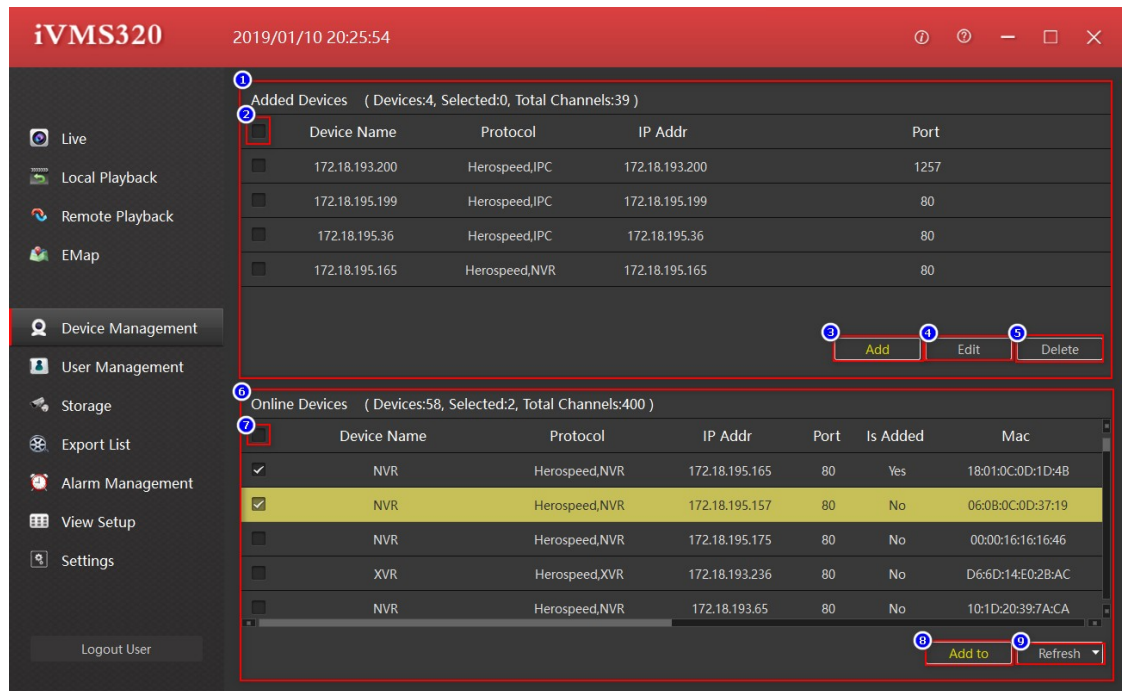 iVMS320 2019/01/10 20:25:54
1
Added Devices ( Devices:4, Selected:0, Total Channels:39 )
2
Device Name Protocol IP Addr Port
172.18.193.200 Herospeed,IPC 172.18.193.200 1257
172.18.195.199 Herospeed,IPC 172.18.195.199 80
172.18.195.36 Herospeed,IPC 172.18.195.36 80
172.18.195.165 Herospeed,NVR 172.18.195.165 80
3 4 5
Add Edit Delete
Live
Local Playback
Remote Playback
EMap
Device Management
User Management
Storage
Export List
Alarm Management
View Setup
Settings
Logout User
6
Online Devices ( Devices:58, Selected:2, Total Channels:400 )
7
Device Name Protocol IP Addr Port Is Added Mac
NVR Herospeed,NVR 172.18.195.165 80 Yes 18:01:0C:0D:1D:4B
NVR Herospeed,NVR 172.18.195.157 80 No 06:0B:0C:0D:37:19
NVR Herospeed,NVR 172.18.195.175 80 No 00:00:16:16:16:46
XVR Herospeed,XVR 172.18.193.236 80 No D6:6D:14:E0:2B:AC
NVR Herospeed,NVR 172.18.193.65 80 No 10:1D:20:39:7A:CA
8 9
Add to Refresh